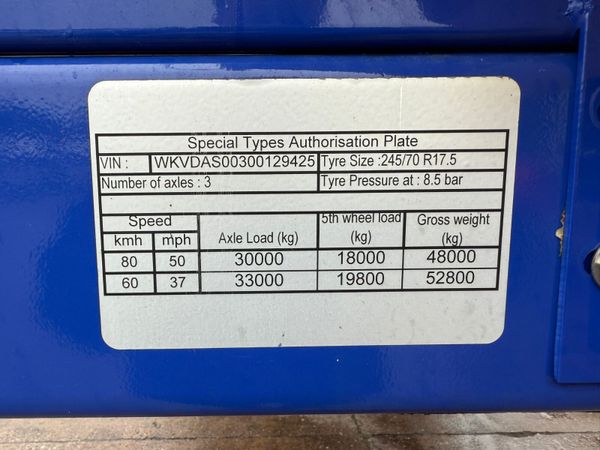 Special Types Authorisation Plate
VIN : WKVDAS00300129425 Tyre Size :245/70 R17.5
Number of axles : 3 Tyre Pressure at : 8.5 bar
Speed Axle Load (kg) 5th wheel load (kg) Gross weight (kg)
kmh mph
80 50 30000 18000 48000
60 37 33000 19800 52800